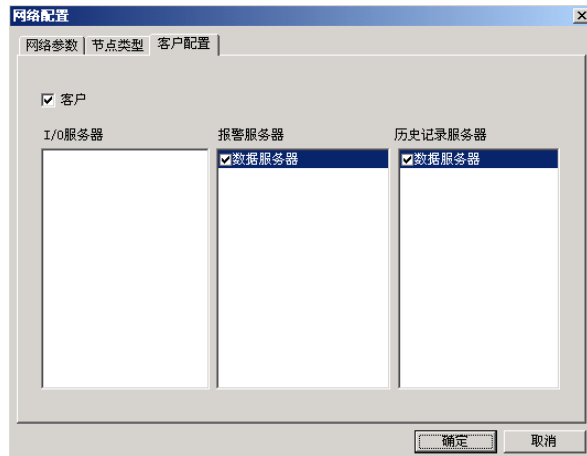 网络配置
网络参数 节点类型 客户配置
客户
I/O服务器 报警服务器 历史记录服务器
数据服务器 数据服务器
确定 取消